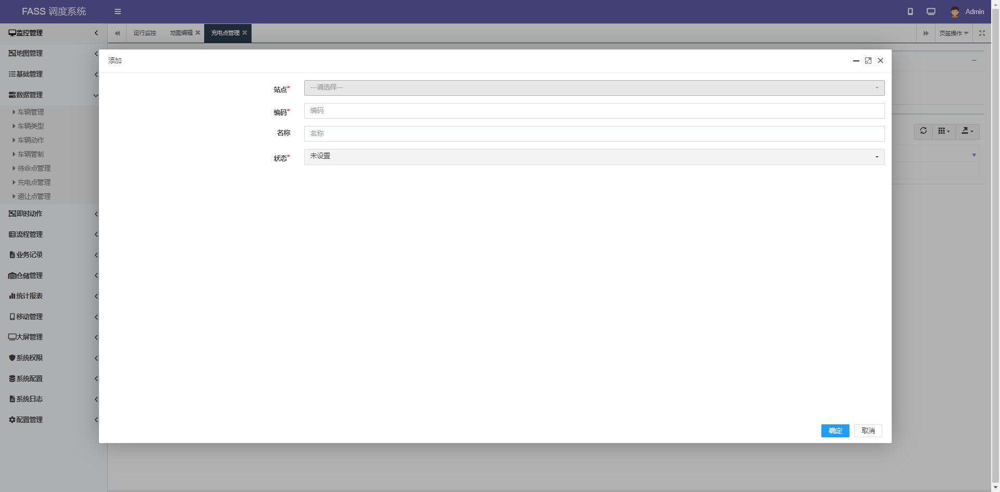 FASS 调度系统
Admin
监控管理
运行监控
地图编辑
充电点管理
页签操作
地图管理
基础管理
数据管理
车辆管理
车辆类型
车辆动作
车辆管制
待命点管理
充电点管理
避让点管理
即时动作
流程管理
业务记录
仓储管理
统计报表
移动管理
大屏管理
系统权限
系统配置
系统日志
配置管理
添加
站点* ---请选择---
编码* 编码
名称 名称
状态* 未设置
确定 取消